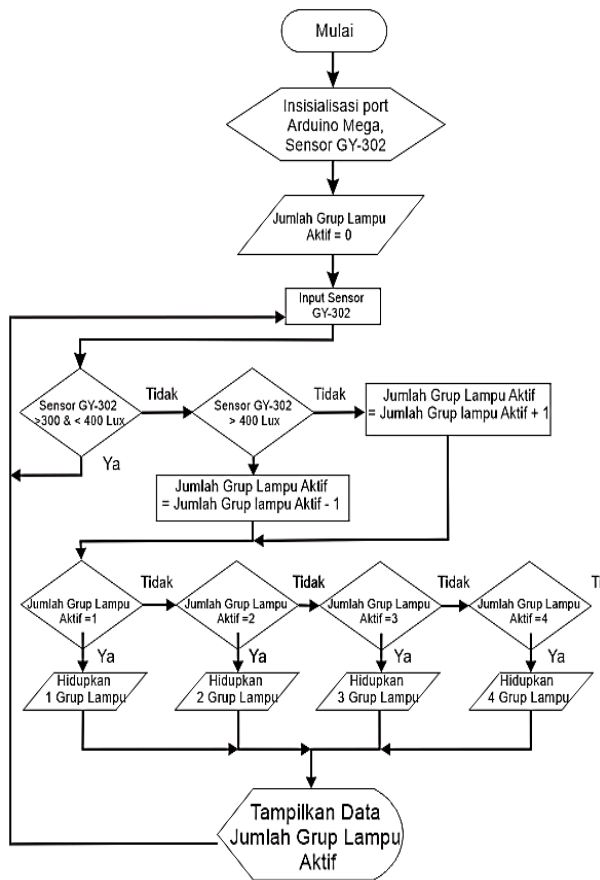 Mulai
Insisialisasi port
Arduino Mega,
Sensor GY-302
Jumlah Grup Lampu
Aktif = 0
Input Sensor
GY-302
Sensor GY-302
>300 & < 400 Lux
Tidak
Ya
Sensor GY-302
> 400 Lux
Tidak
Jumlah Grup Lampu Aktif
= Jumlah Grup lampu Aktif + 1
Jumlah Grup Lampu Aktif
= Jumlah Grup lampu Aktif - 1
Jumlah Grup Lampu
Aktif =1
Tidak
Jumlah Grup Lampu
Aktif =2
Tidak
Jumlah Grup Lampu
Aktif =3
Tidak
Jumlah Grup Lampu
Aktif =4
Ya
Ya
Ya
Ya
Hidupkan
1 Grup Lampu
Hidupkan
2 Grup Lampu
Hidupkan
3 Grup Lampu
Hidupkan
4 Grup Lampu
Tampilkan Data
Jumlah Grup Lampu
Aktif